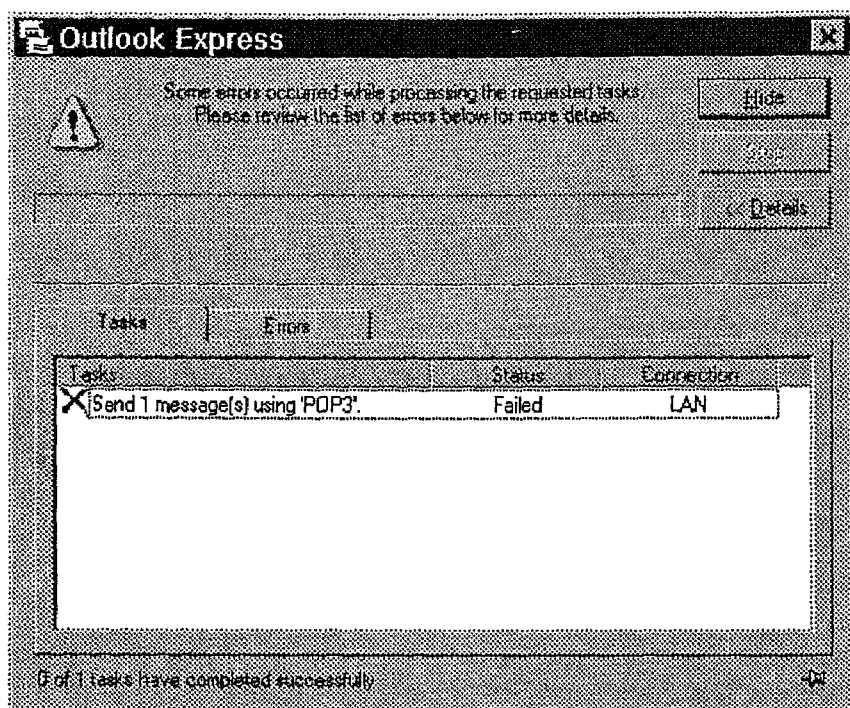 Outlook Express
Some errors occurred while processing the requested tasks.
Please review the list of errors below for more details.
Hide
Stop
<< Details
Tasks
Errors
Tasks Status Connection
Send 1 message(s) using 'POP3'. Failed LAN
0 of 1 tasks have completed successfully